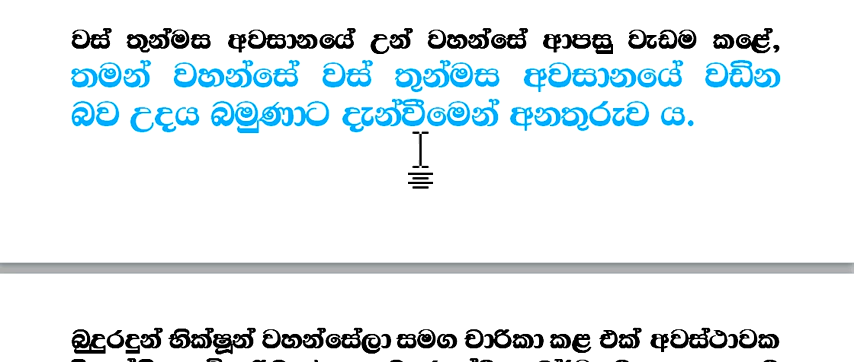 වස් තුන්මස අවසානයේ උන් වහන්සේ ආපසු වැඩම කළේ,
තමන් වහන්සේ වස් තුන්මස අවසානයේ වඩින
බව උදය බමුණාට දැන්වීමෙන් අනතුරුව ය.
බුදුරදුන් භික්ෂූන් වහන්සේලා සමග චාරිකා කළ එක් අවස්ථාවක